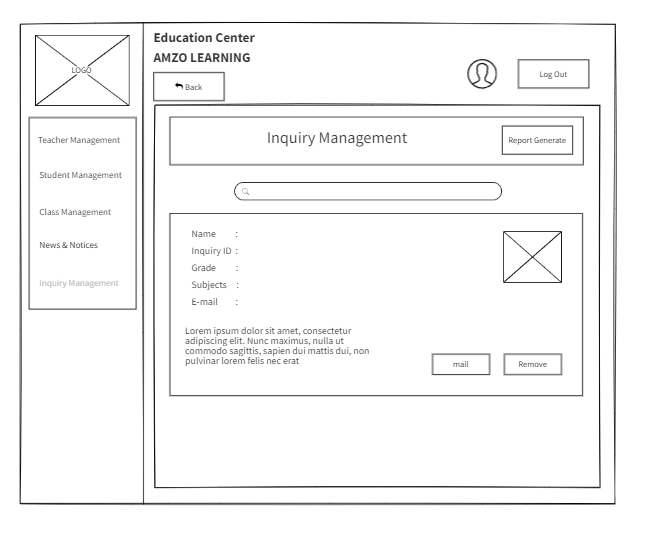 LOGO
Education Center
AMZO LEARNING
Back
Log Out
Teacher Management
Student Management
Class Management
News & Notices
Inquiry Management
Inquiry Management
Report Generate
Name :
Inquiry ID :
Grade :
Subjects :
E-mail :
Lorem ipsum dolor sit amet, consectetur
adipiscing elit. Nunc maximus, nulla ut
commodo sagittis, sapien dui mattis dui, non
pulvinar lorem felis nec erat
mail
Remove